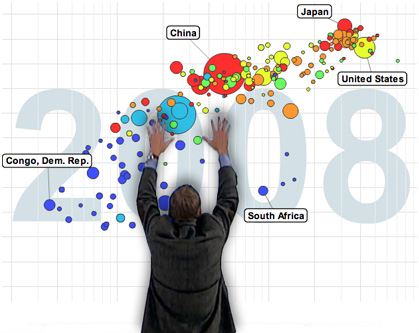 Japan
China
United States
2008
Congo, Dem. Rep.
South Africa